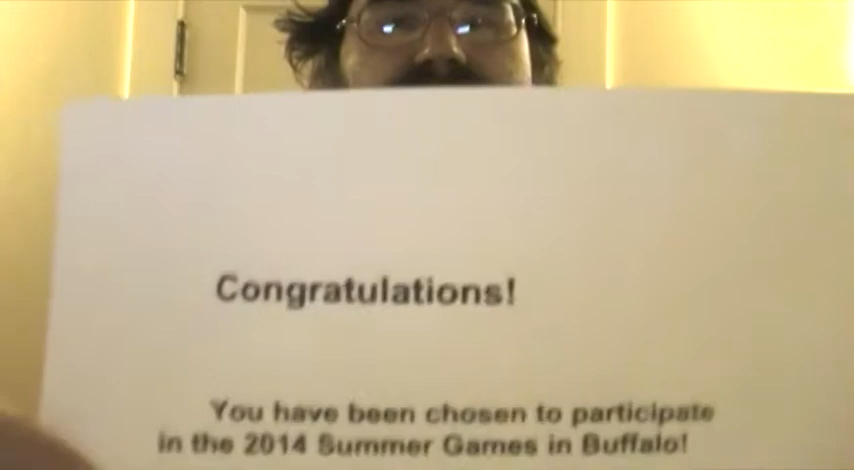 Congratulations!
You have been chosen to participate
in the 2014 Summer Games in Buffalo!